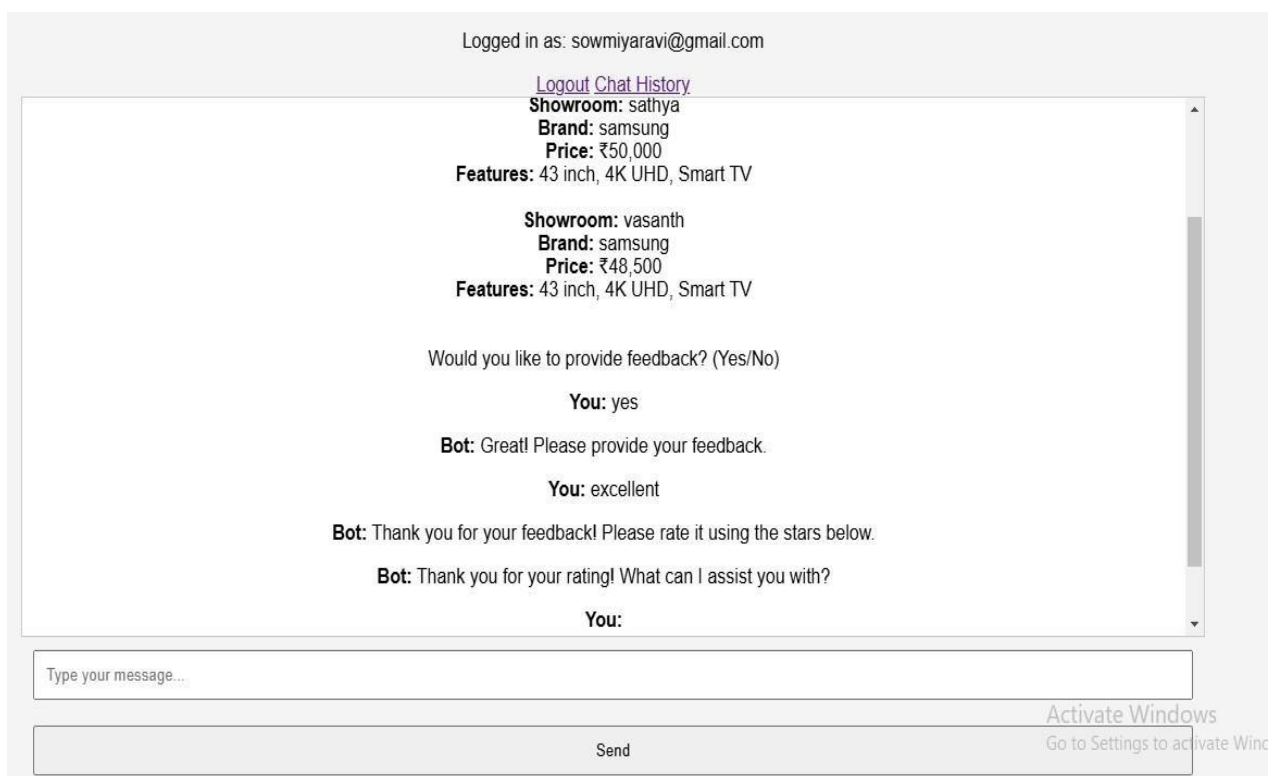 Logged in as: sowmiyaravi@gmail.com
Logout Chat History
Showroom: sathya
Brand: samsung
Price: ₹50,000
Features: 43 inch, 4K UHD, Smart TV
Showroom: vasanth
Brand: samsung
Price: ₹48,500
Features: 43 inch, 4K UHD, Smart TV
Would you like to provide feedback? (Yes/No)
You: yes
Bot: Great! Please provide your feedback.
You: excellent
Bot: Thank you for your feedback! Please rate it using the stars below.
Bot: Thank you for your rating! What can I assist you with?
You:
Type your message...
Activate Windows
Go to Settings to activate Wind
Send